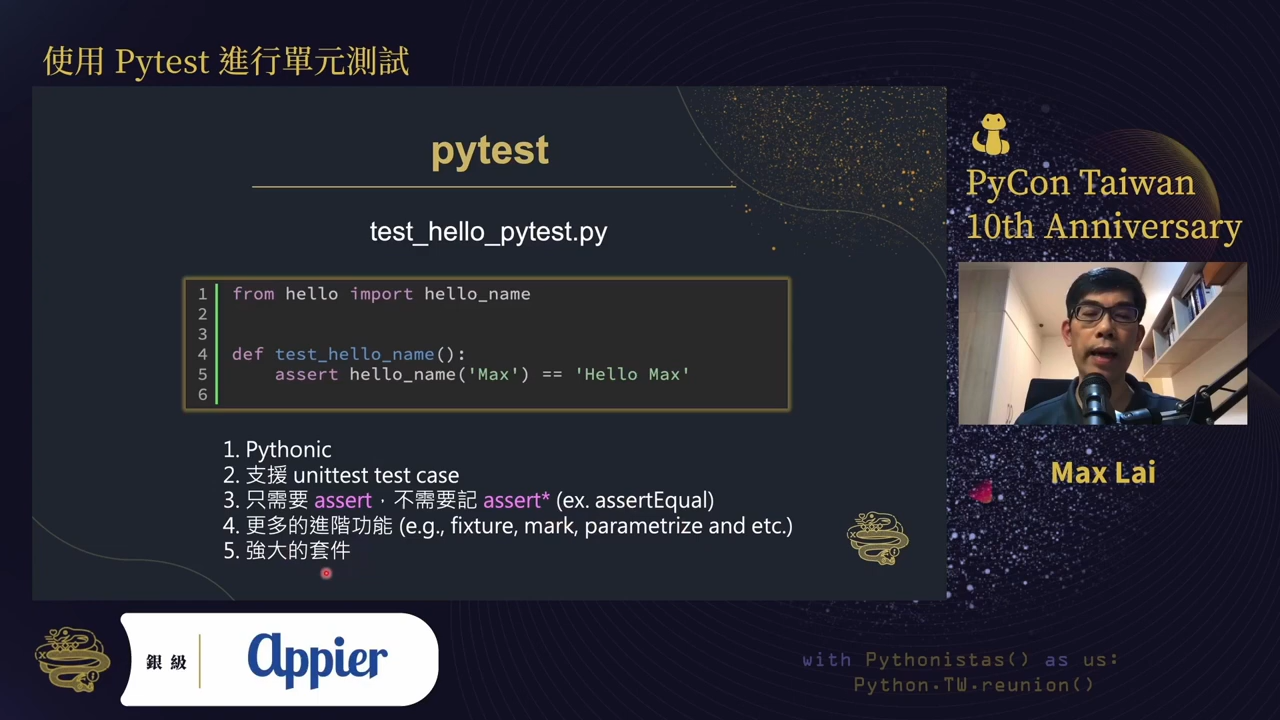 使用 Pytest 進行單元測試
pytest
test_hello_pytest.py
1 from hello import hello_name
2
3
4 def test_hello_name():
5     assert hello_name('Max') == 'Hello Max'
6
1. Pythonic
2. 支援 unittest test case
3. 只需要 assert，不需要記 assert* (ex. assertEqual)
4. 更多的進階功能 (e.g., fixture, mark, parametrize and etc.)
5. 強大的套件
PyCon Taiwan
10th Anniversary
Max Lai
銀級
appier
with Pythonistas() as us:
Python.TW.reunion()